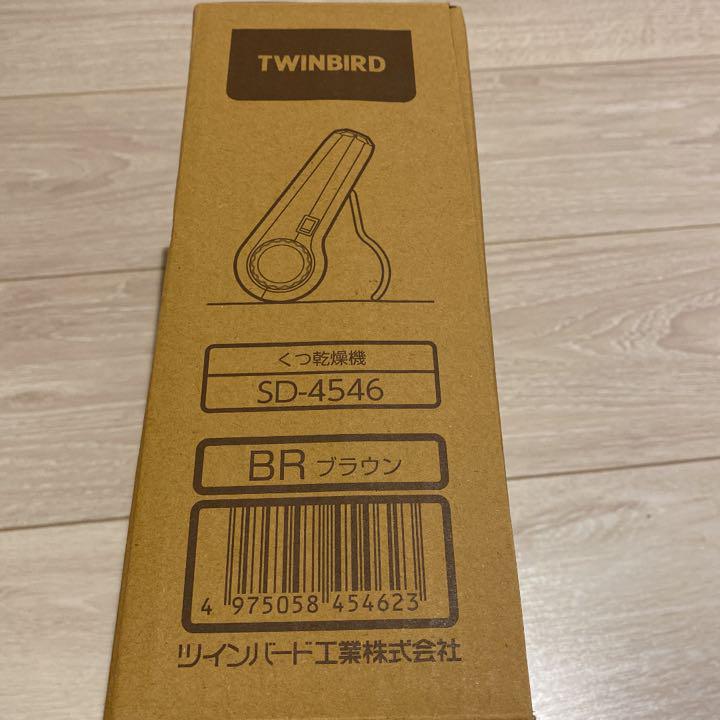 TWINBIRD
くつ乾燥機
SD-4546
BR ブラウン
4 975058 454623
ツインバード工業株式会社